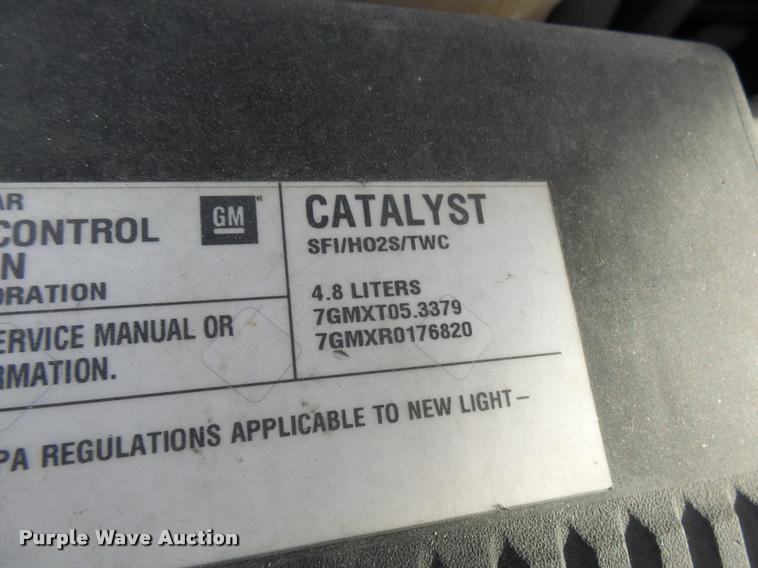 AR
CONTROL
N
ORATION
GM
CATALYST
SFI/HO2S/TWC
4.8 LITERS
7GMXT05.3379
7GMXR0176820
ERVICE MANUAL OR
RMATION.
PA REGULATIONS APPLICABLE TO NEW LIGHT-
Purple Wave Auction®